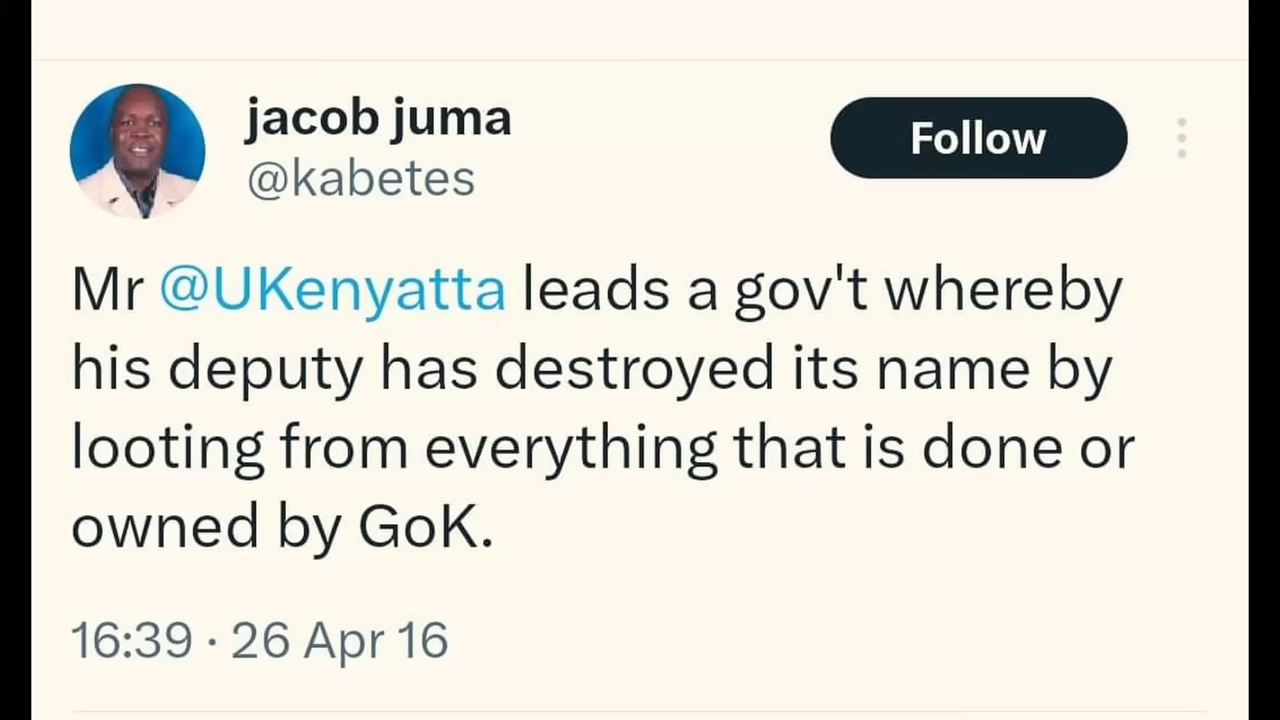 jacob juma
@kabetes
Follow
Mr @UKenyatta leads a gov't whereby
his deputy has destroyed its name by
looting from everything that is done or
owned by GoK.
16:39 · 26 Apr 16